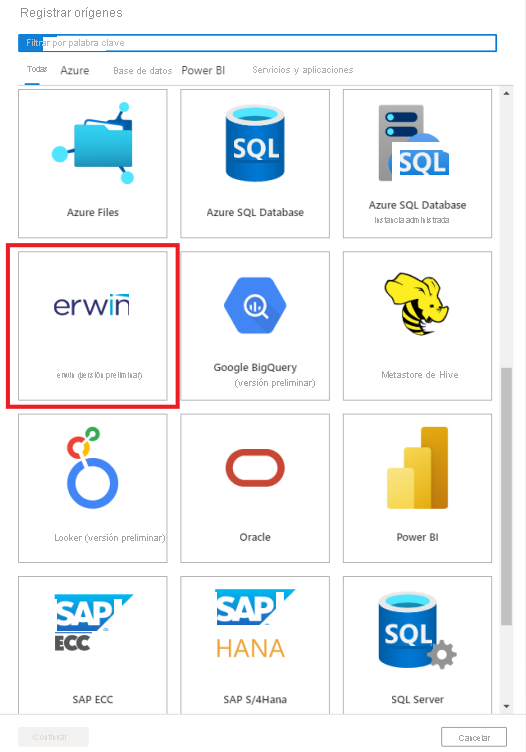 Registrar orígenes
Filtrar por palabra clave
Todas Azure Base de datos Power BI Servicios y aplicaciones
SQL SQL
Azure Files Azure SQL Database Azure SQL Database
Instancia administrada
erwin
Google BigQuery
erwin (versión preliminar) (versión preliminar) Metastore de Hive
Looker (versión preliminar) Oracle Power BI
SAP SAP SQL
ECC HANA
SAP ECC SAP S/4Hana SQL Server
Continuar Cancelar